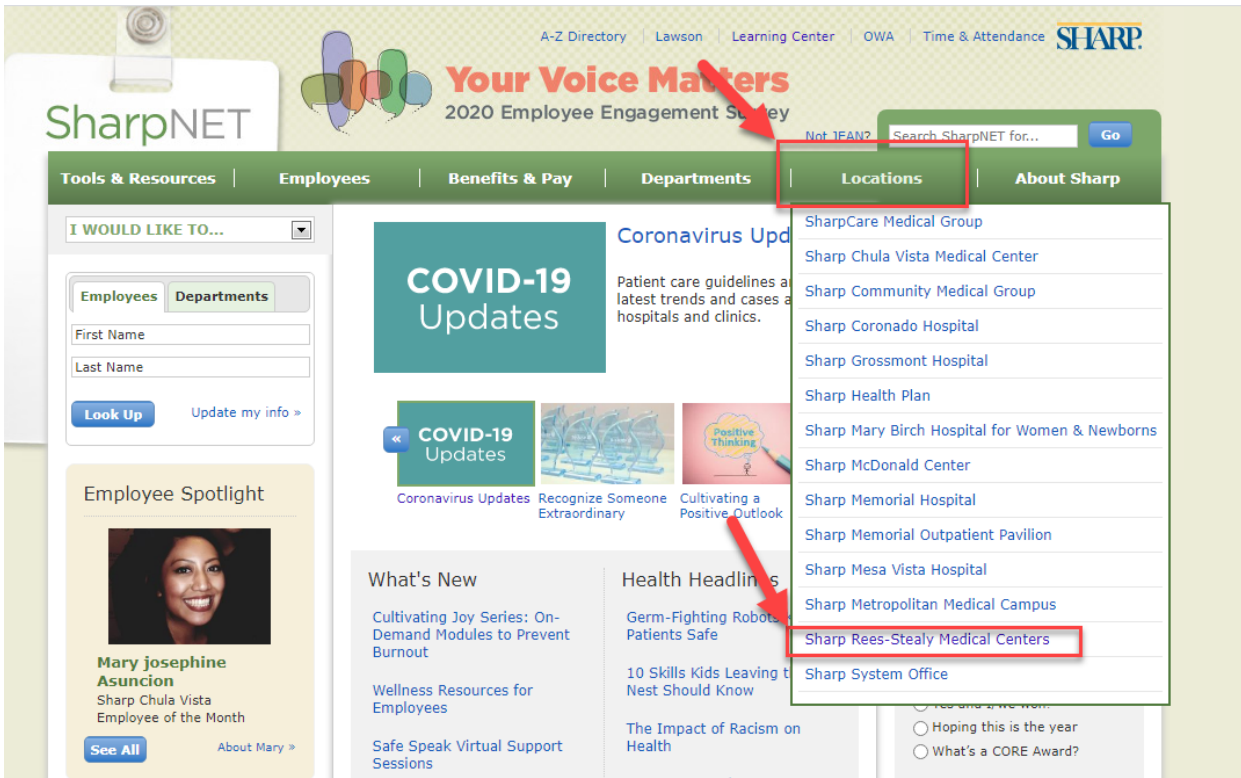 A-Z Directory | Lawson | Learning Center | OWA | Time & Attendance
SHARP.
SharpNET
Your Voice Matters
2020 Employee Engagement Survey
Not JEAN?
Search SharpNET for...
Go
Tools & Resources | Employees | Benefits & Pay | Departments | Locations | About Sharp
I WOULD LIKE TO...
Employees
Departments
First Name
Last Name
Look Up
Update my info »
Employee Spotlight
Mary josephine
Asuncion
Sharp Chula Vista
Employee of the Month
See All
About Mary »
COVID-19
Updates
Coronavirus Upd
Patient care guidelines
latest trends and cases
hospitals and clinics.
«
COVID-19
Updates
Positive
Thinking
Coronavirus Updates
Recognize Someone
Extraordinary
Cultivating a
Positive Outlook
What's New
Cultivating Joy Series: On-
Demand Modules to Prevent
Burnout
Wellness Resources for
Employees
Safe Speak Virtual Support
Sessions
Health Headlines
Germ-Fighting Robots
Patients Safe
10 Skills Kids Leaving
Nest Should Know
The Impact of Racism on
Health
SharpCare Medical Group
Sharp Chula Vista Medical Center
Sharp Community Medical Group
Sharp Coronado Hospital
Sharp Grossmont Hospital
Sharp Health Plan
Sharp Mary Birch Hospital for Women & Newborns
Sharp McDonald Center
Sharp Memorial Hospital
Sharp Memorial Outpatient Pavilion
Sharp Mesa Vista Hospital
Sharp Metropolitan Medical Campus
Sharp Rees-Stealy Medical Centers
Sharp System Office
Yes and I/we won!
Hoping this is the year
What's a CORE Award?